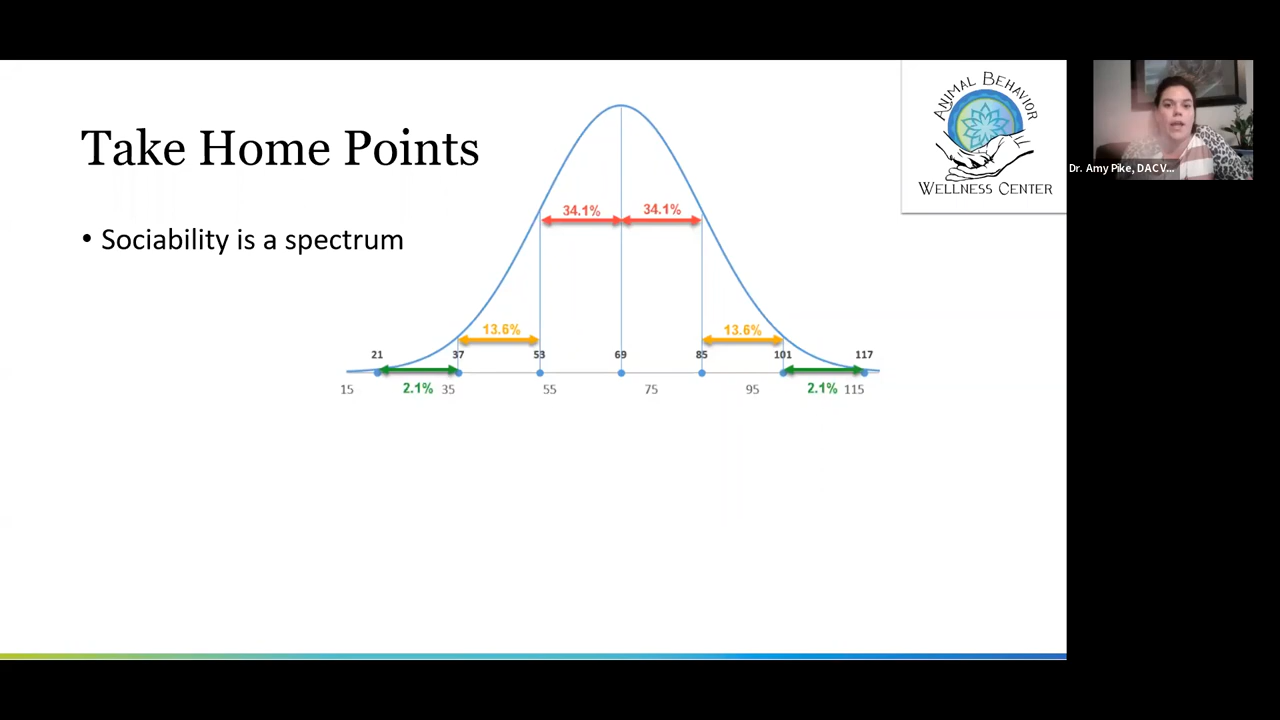 ANIMAL BEHAVIOR
WELLNESS CENTER
Dr. Amy Pike, DACV...
Take Home Points
• Sociability is a spectrum
34.1% 34.1%
13.6% 13.6%
21 37 53 69 85 101 117
2.1% 2.1%
15 35 55 75 95 115